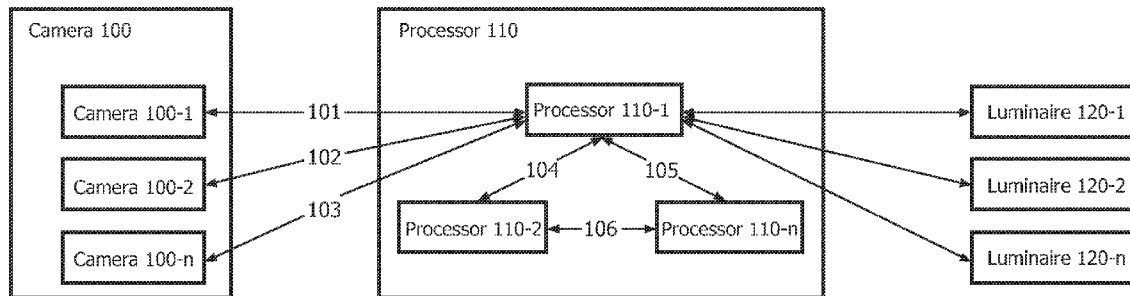 Camera 100
Processor 110
Camera 100-1
101
Processor 110-1
Luminaire 120-1
Camera 100-2
102
104
105
Luminaire 120-2
103
Processor 110-2
106
Processor 110-n
Camera 100-n
Luminaire 120-n